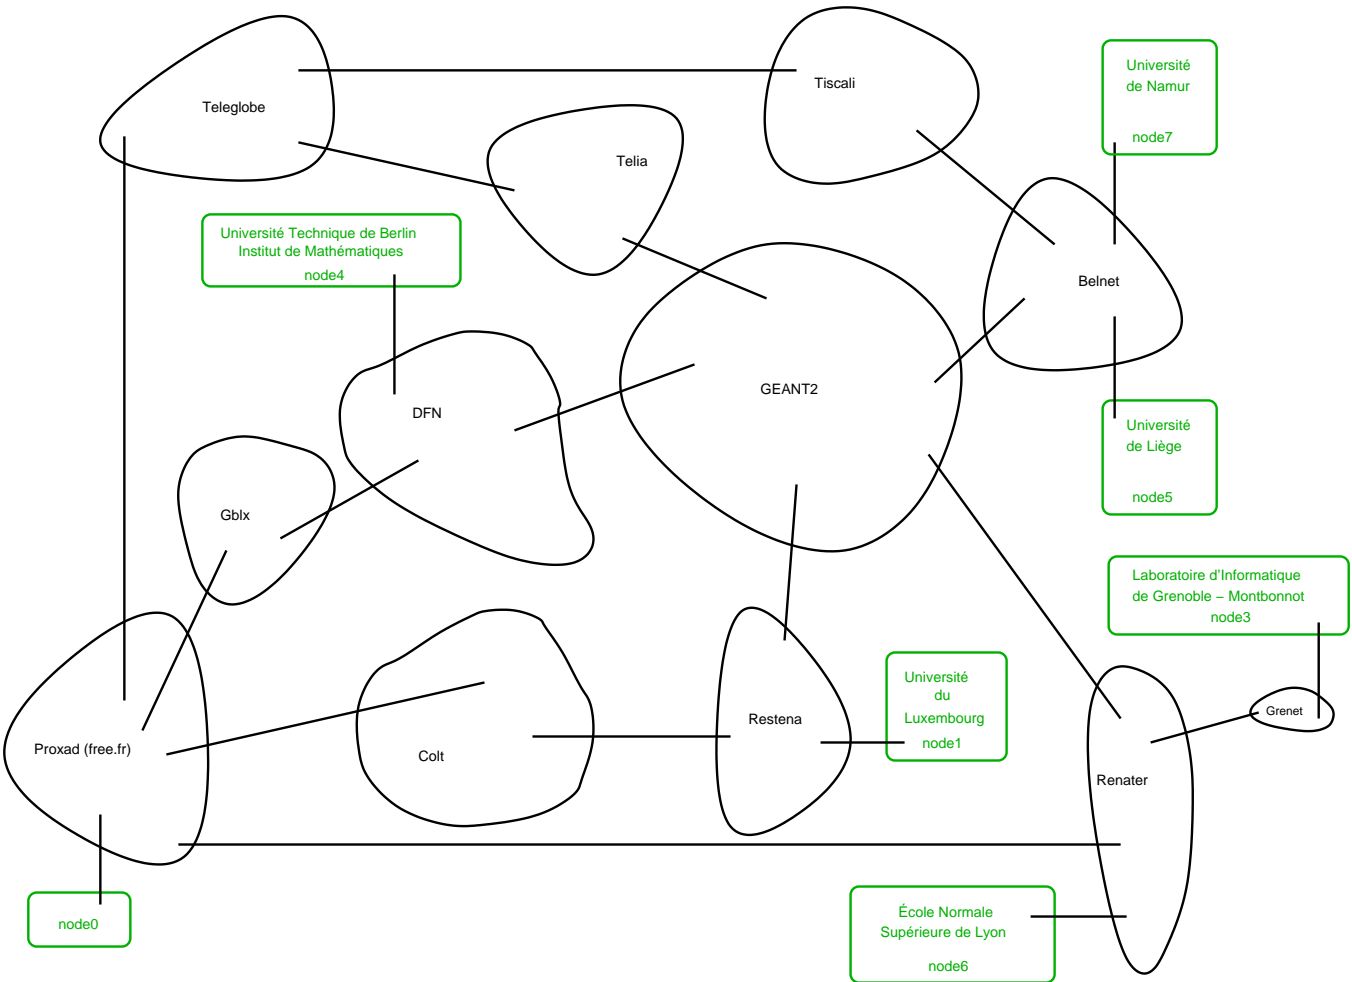 Tiscali
Université
de Namur
node7
Teleglobe
Telia
Université Technique de Berlin
Institut de Mathématiques
node4
Belnet
GEANT2
DFN
Université
de Liège
node5
Gblx
Laboratoire d'Informatique
de Grenoble – Montbonnot
node3
Université
du
Luxembourg
node1
Grenet
Restena
Proxad (free.fr)
Colt
Renater
node0
École Normale
Supérieure de Lyon
node6